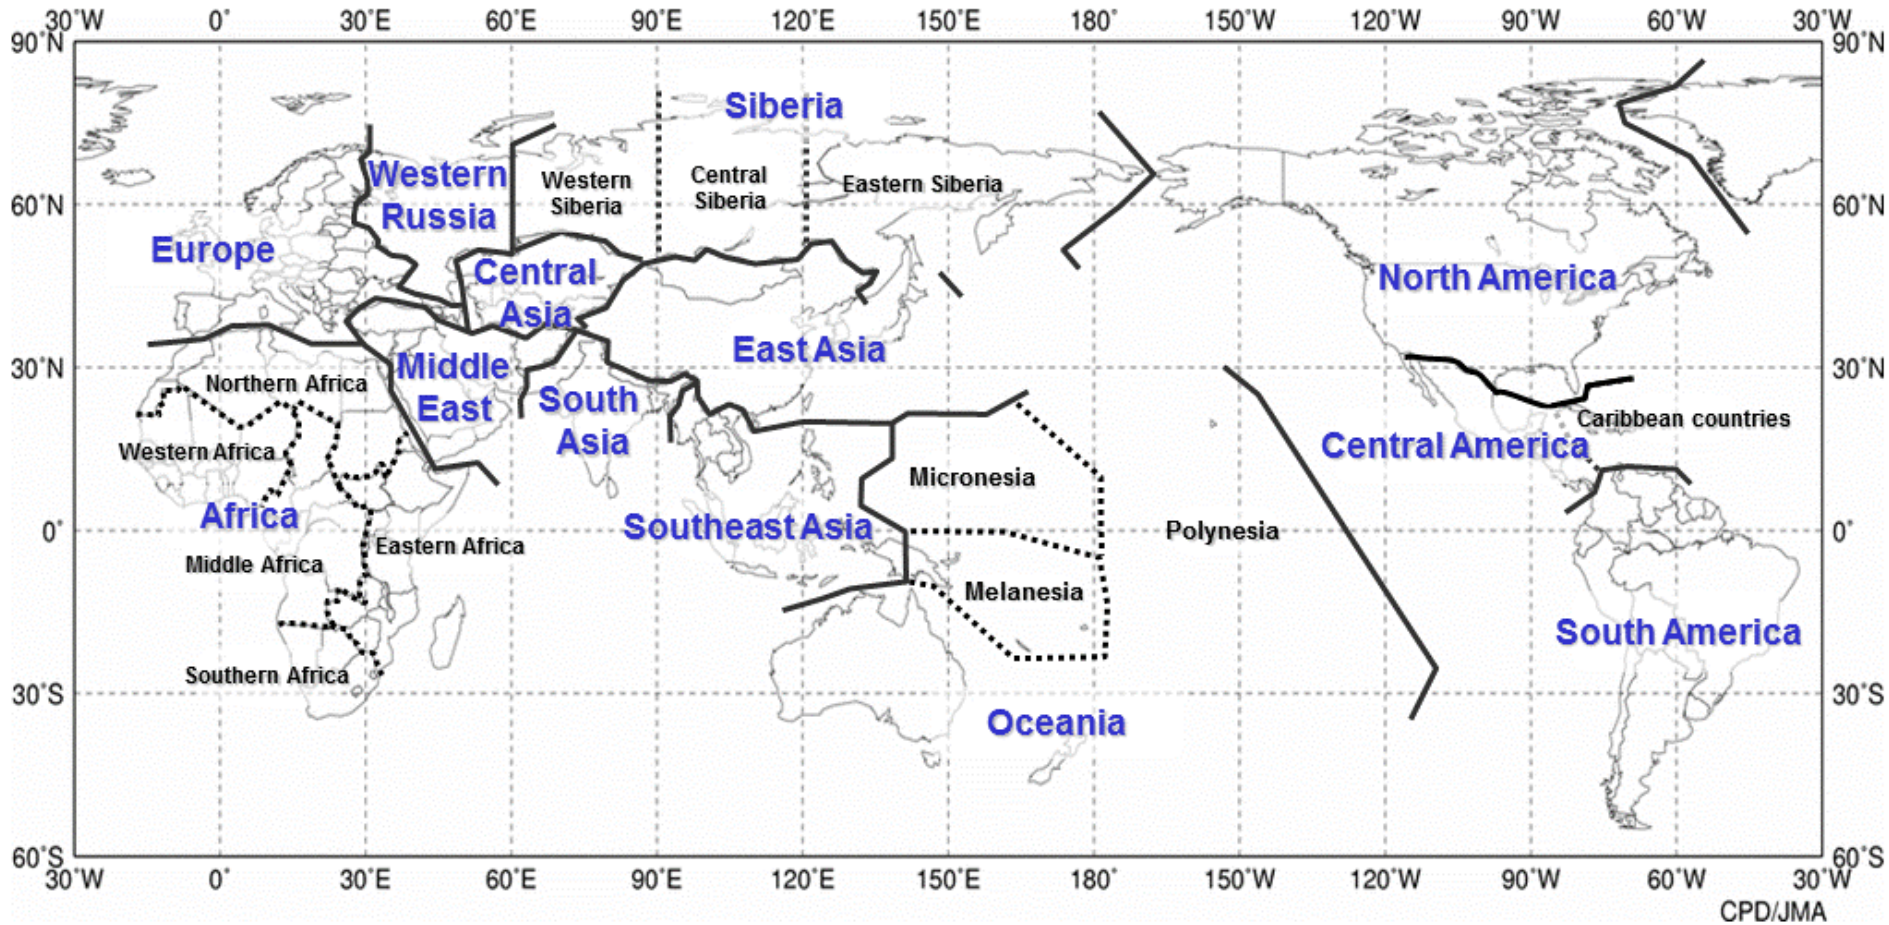 30˚W 0˚ 30˚E 60˚E 90˚E 120˚E 150˚E 180˚ 150˚W 120˚W 90˚W 60˚W 30˚W
90˚N 90˚N
Siberia
Western
Russia
Western
Siberia
Central
Siberia
Eastern Siberia
60˚N 60˚N
Europe
Central
Asia
North America
East Asia
Middle
East
30˚N 30˚N
Northern Africa
South
Asia
Caribbean countries
Western Africa
Central America
Micronesia
Africa
Southeast Asia
0˚ 0˚
Polynesia
Eastern Africa
Middle Africa
Melanesia
South America
Southern Africa
30˚S 30˚S
Oceania
60˚S 60˚S
30˚W 0˚ 30˚E 60˚E 90˚E 120˚E 150˚E 180˚ 150˚W 120˚W 90˚W 60˚W 30˚W
CPD/JMA